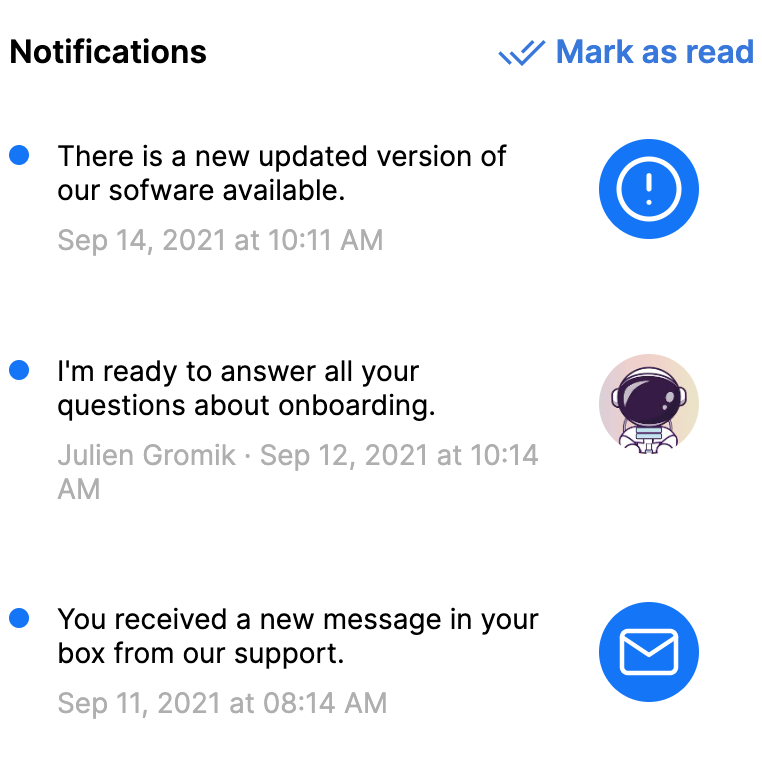 Notifications
Mark as read
There is a new updated version of
our sofware available.
Sep 14, 2021 at 10:11 AM
I'm ready to answer all your
questions about onboarding.
Julien Gromik · Sep 12, 2021 at 10:14
AM
You received a new message in your
box from our support.
Sep 11, 2021 at 08:14 AM